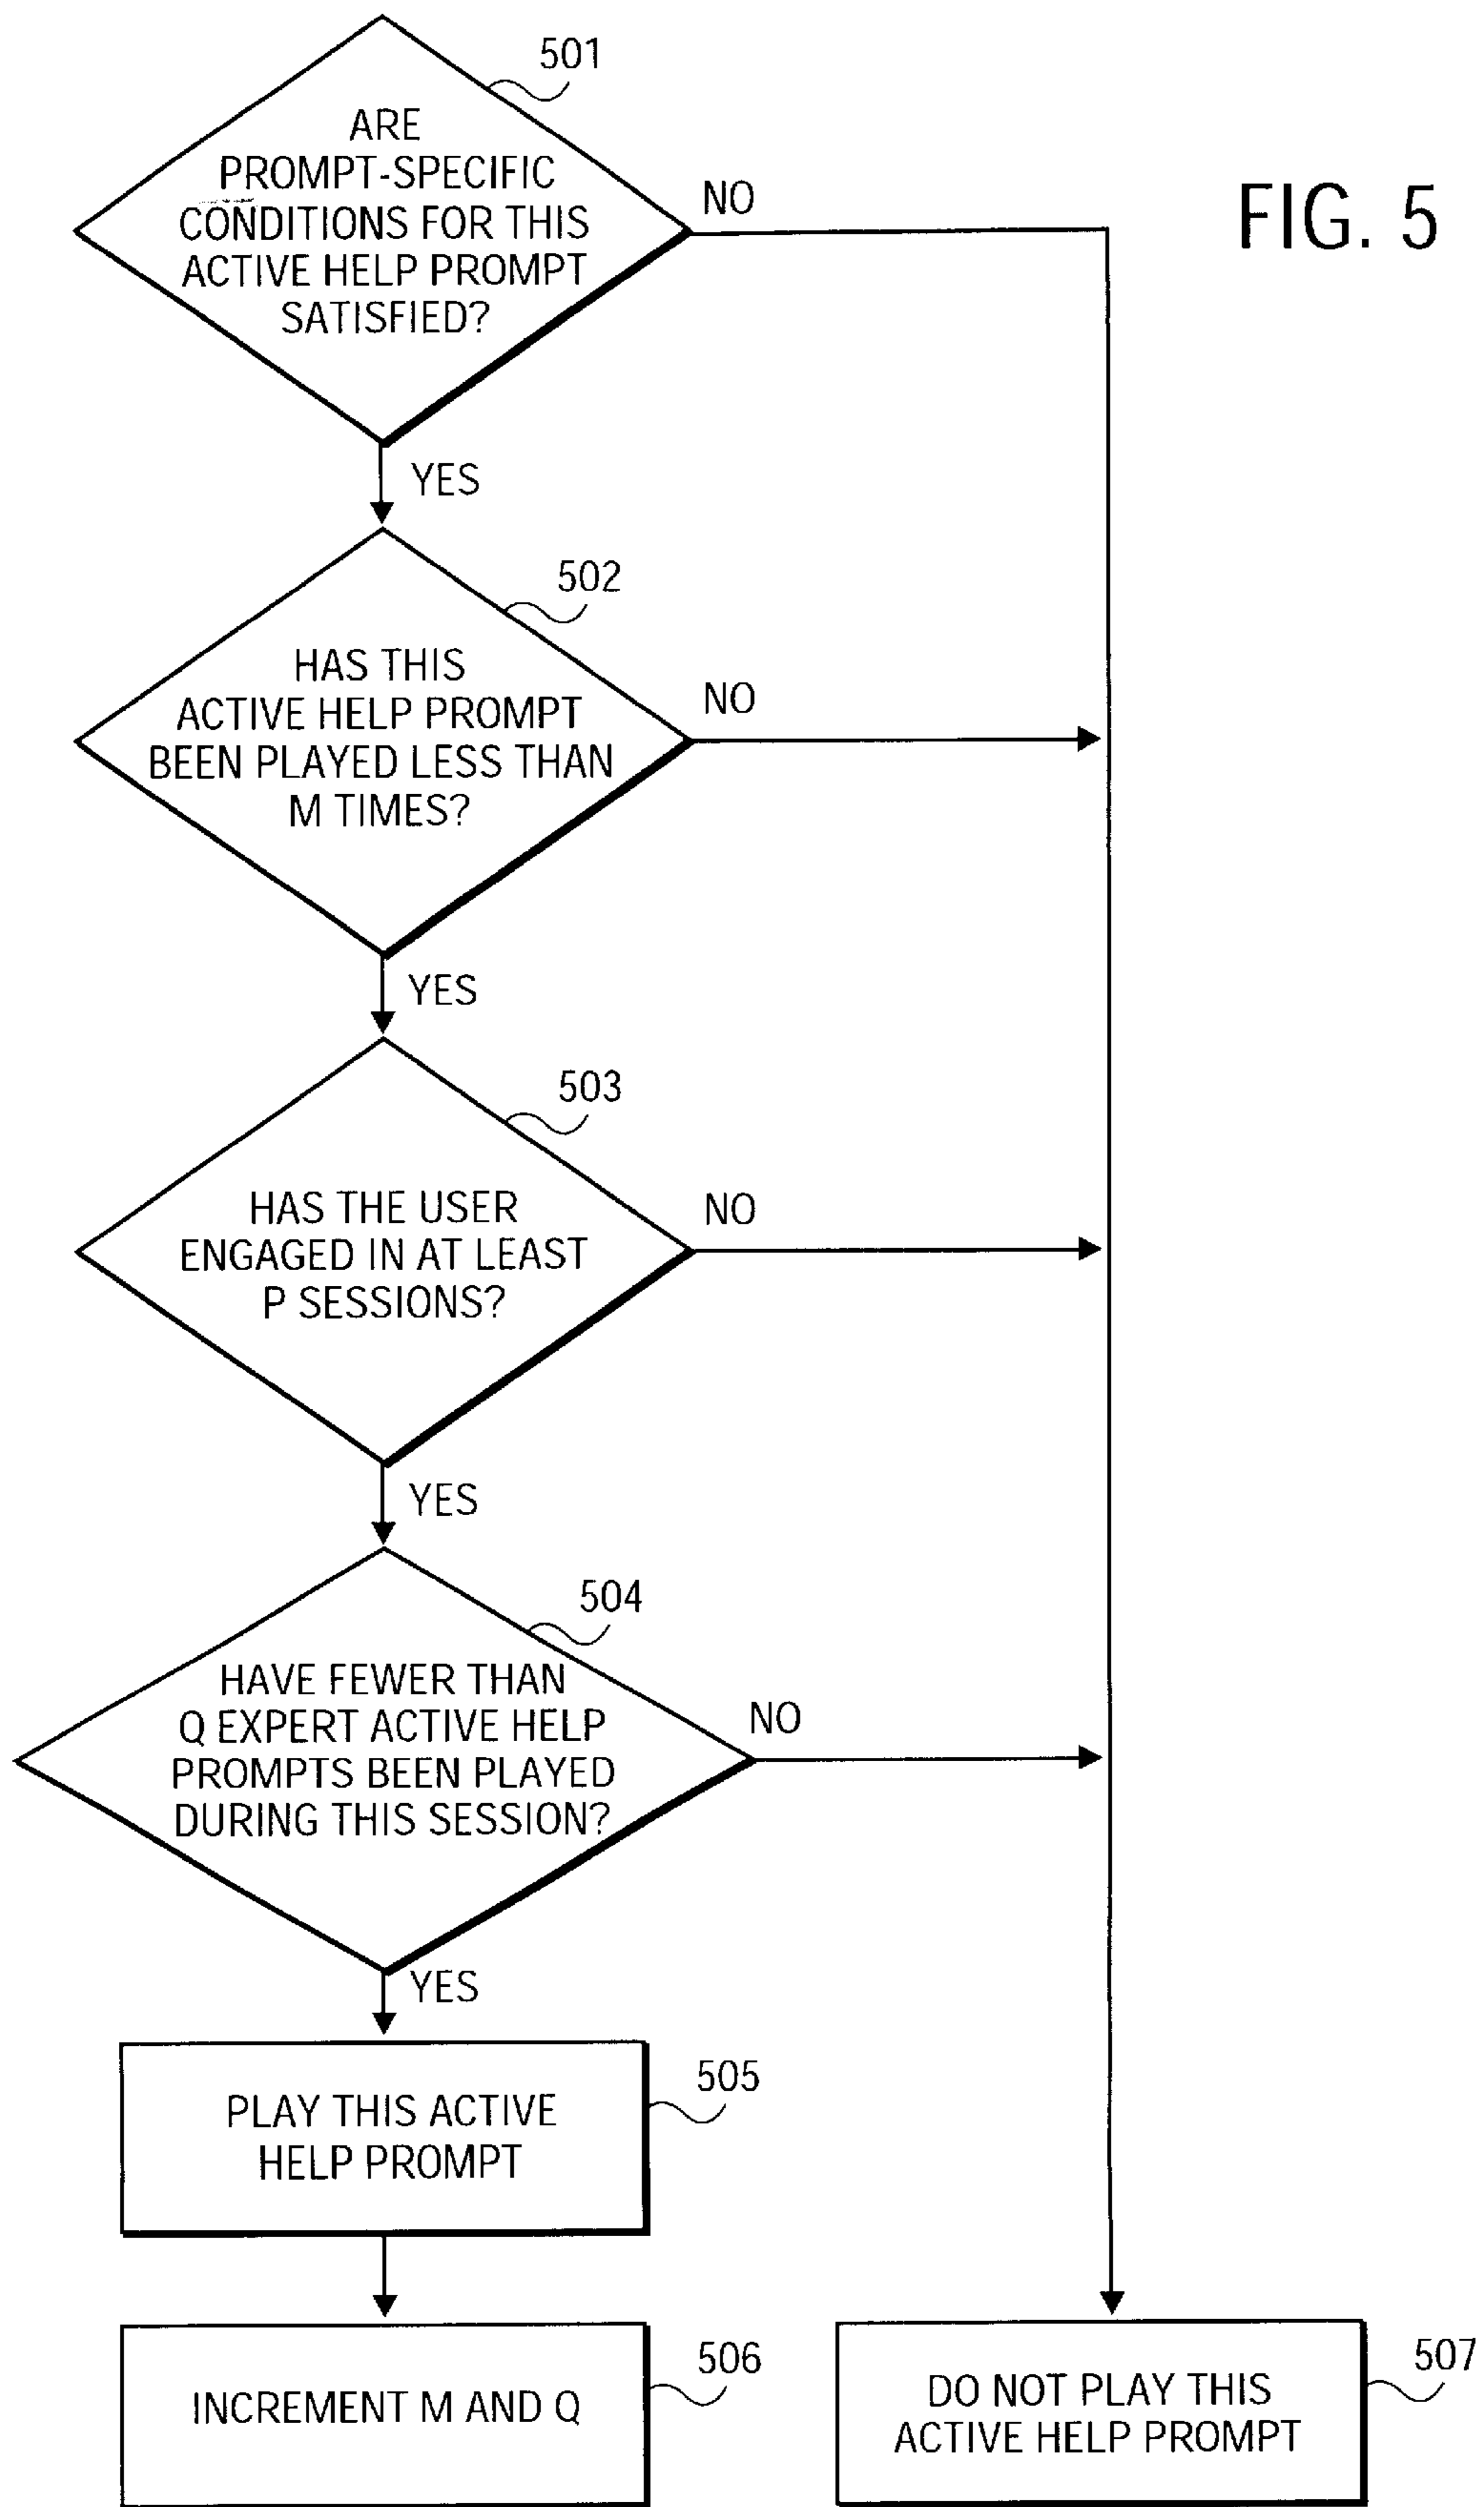 501
ARE
PROMPT-SPECIFIC
CONDITIONS FOR THIS
ACTIVE HELP PROMPT
SATISFIED?
NO
FIG. 5
YES
502
HAS THIS
ACTIVE HELP PROMPT
BEEN PLAYED LESS THAN
M TIMES?
NO
YES
503
HAS THE USER
ENGAGED IN AT LEAST
P SESSIONS?
NO
YES
504
HAVE FEWER THAN
Q EXPERT ACTIVE HELP
PROMPTS BEEN PLAYED
DURING THIS SESSION?
NO
YES
505
PLAY THIS ACTIVE
HELP PROMPT
506
INCREMENT M AND Q
507
DO NOT PLAY THIS
ACTIVE HELP PROMPT